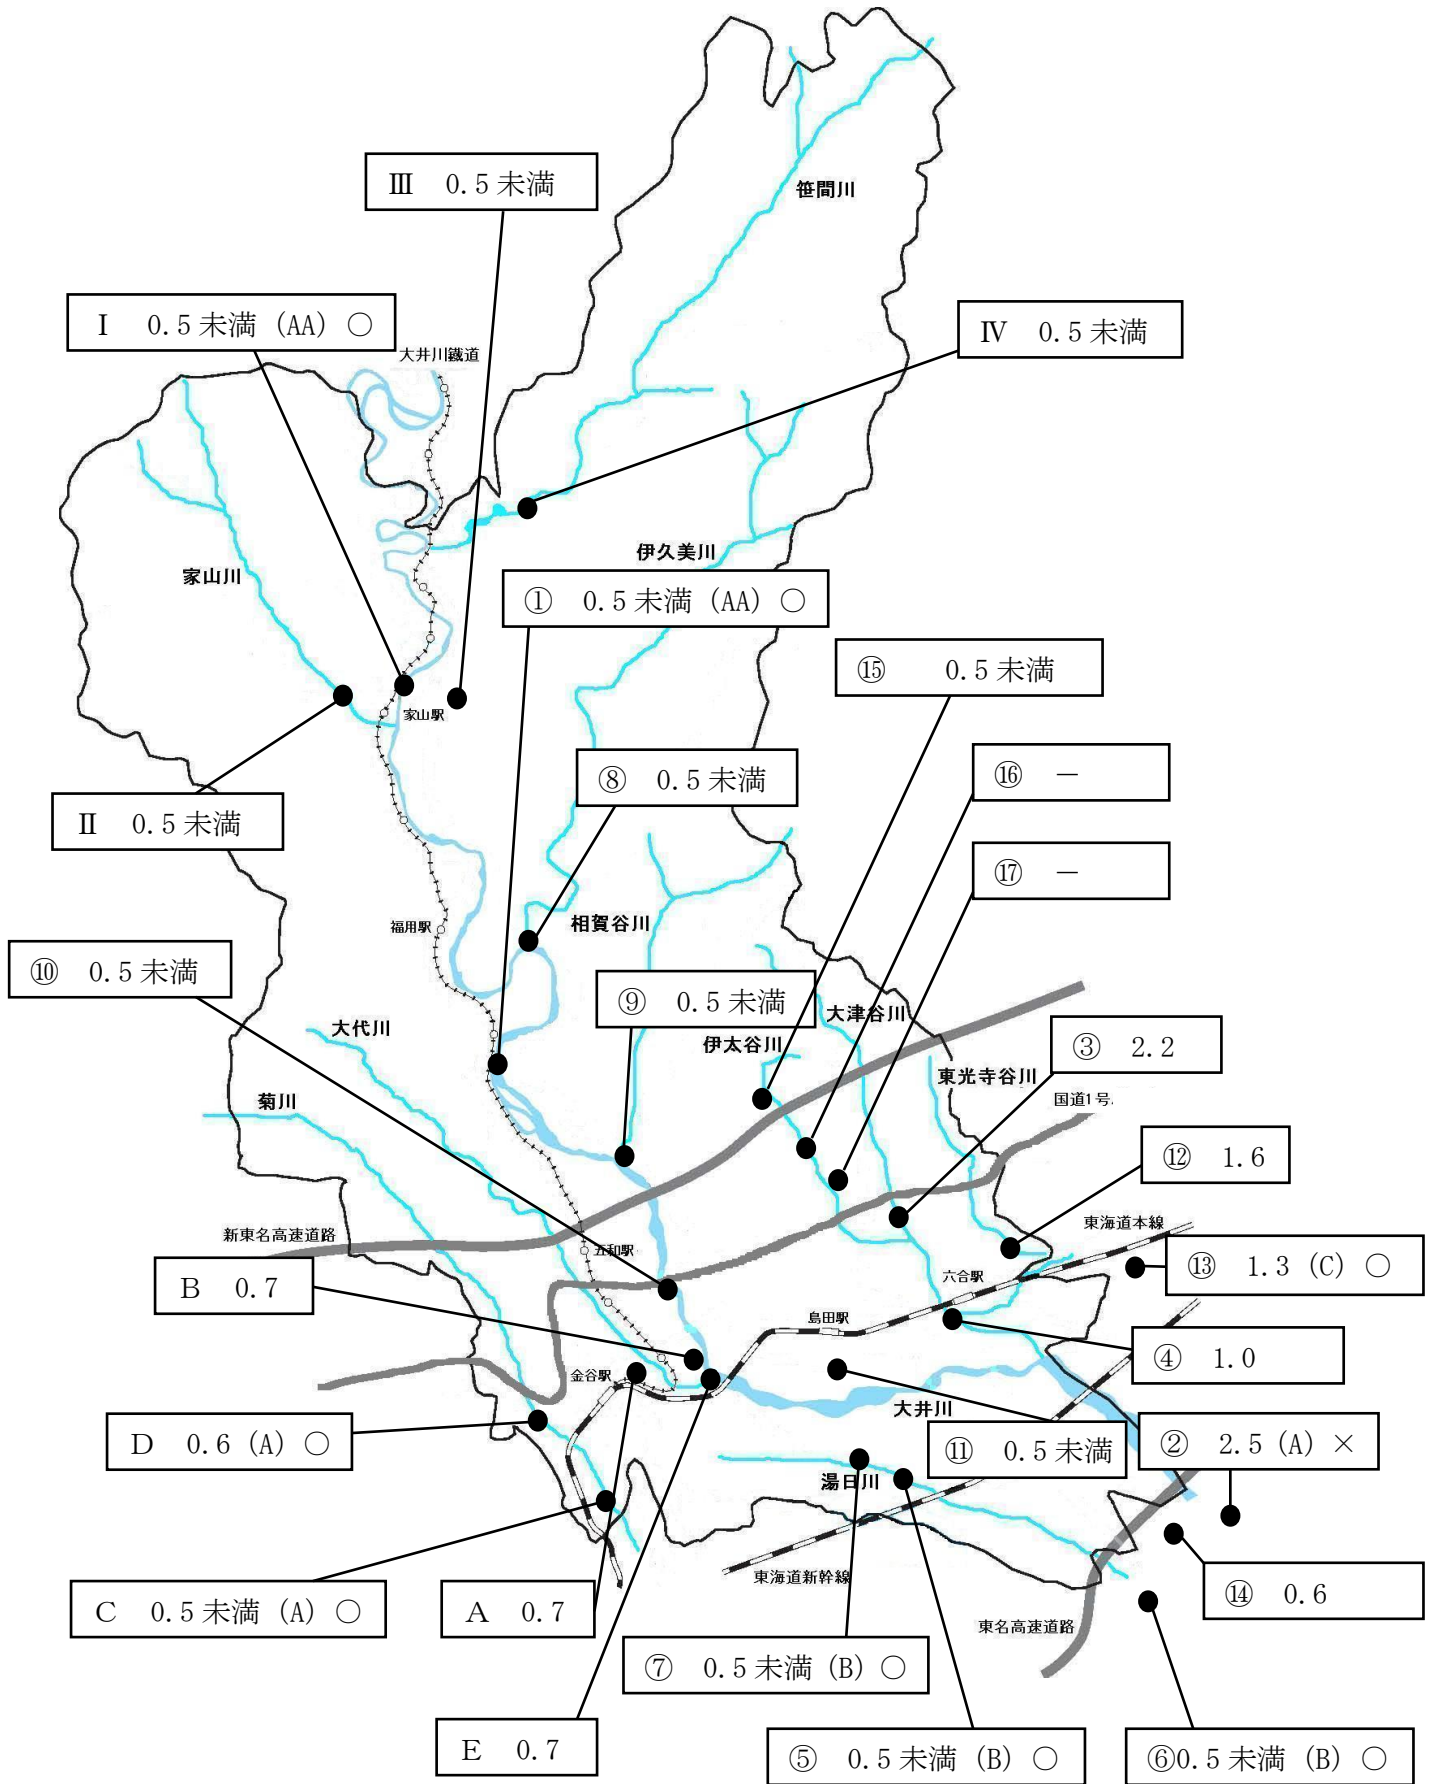 笹間川
Ⅲ 0.5未満
Ⅰ 0.5未満 (AA) ○
Ⅳ 0.5未満
大井川鐵道
伊久美川
家山川
① 0.5未満 (AA) ○
⑮ 0.5未満
家山駅
⑧ 0.5未満
⑯ －
Ⅱ 0.5未満
⑰ －
福用駅
相賀谷川
⑩ 0.5未満
⑨ 0.5未満
大津谷川
大代川
伊太谷川
③ 2.2
東光寺谷川
菊川
国道1号
⑫ 1.6
東海道本線
新東名高速道路
五和駅
⑬ 1.3 (C) ○
B 0.7
六合駅
島田駅
④ 1.0
金谷駅
大井川
D 0.6 (A) ○
⑪ 0.5未満
② 2.5 (A) ×
湯日川
東海道新幹線
⑭ 0.6
C 0.5未満 (A) ○
A 0.7
東名高速道路
⑦ 0.5未満 (B) ○
E 0.7
⑤ 0.5未満 (B) ○
⑥0.5未満 (B) ○